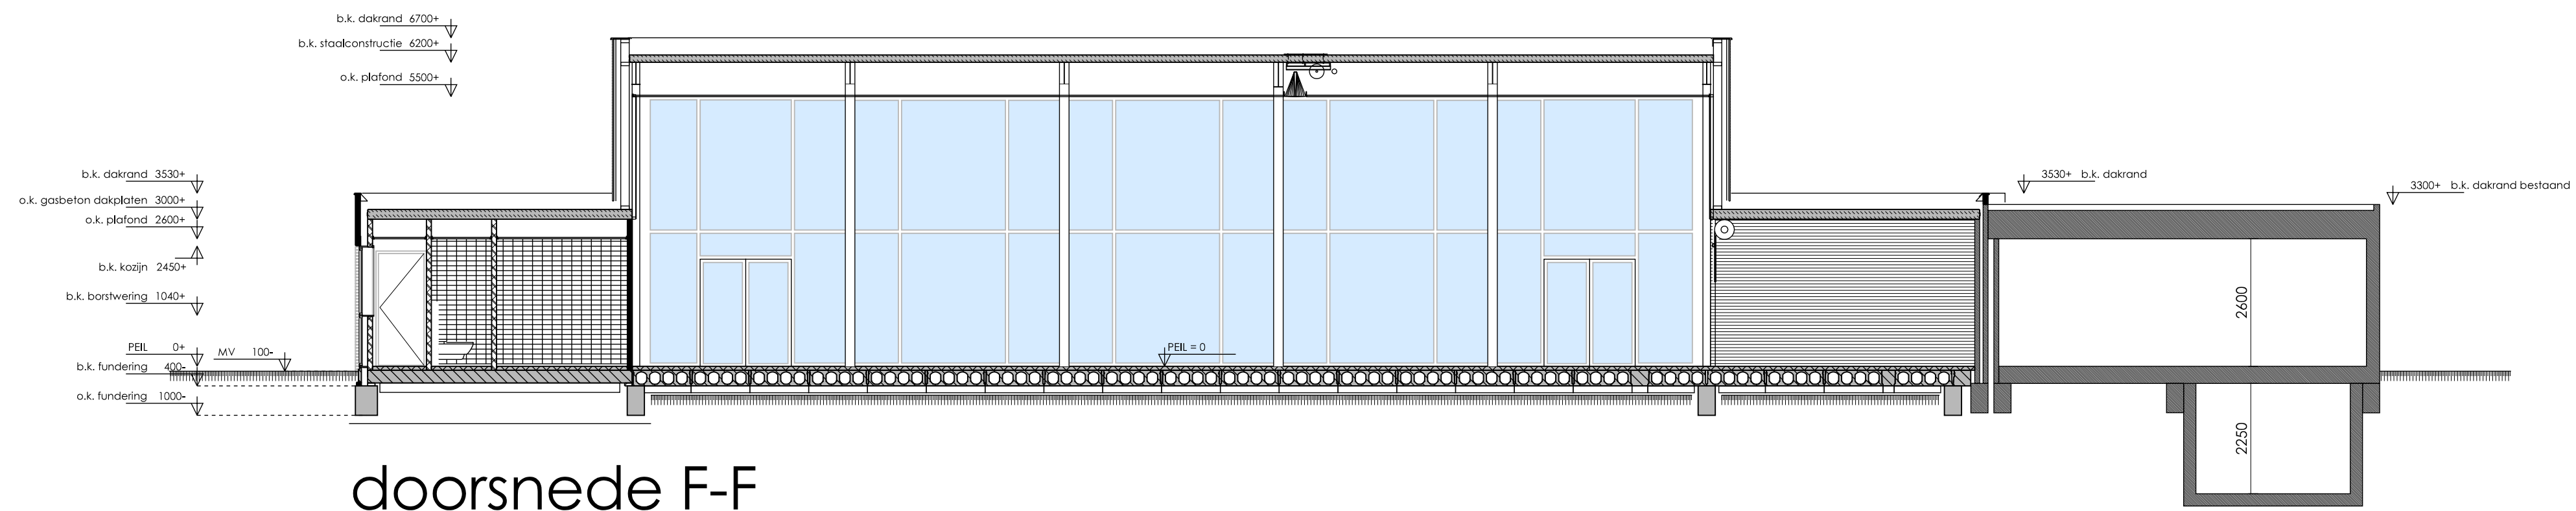 b.k. dakrand 6700+
b.k. staalconstructie 6200+
o.k. plafond 5500+
b.k. dakrand 3530+
o.k. gasbeton dakplaten 3000+
o.k. plafond 2600+
b.k. kozijn 2450+
b.k. borstwering 1040+
PEIL 0+
MV 100-
b.k. fundering 400-
o.k. fundering 1000-
PEIL = 0
3530+ b.k. dakrand
3300+ b.k. dakrand bestaand
2600
2250
doorsnede F-F